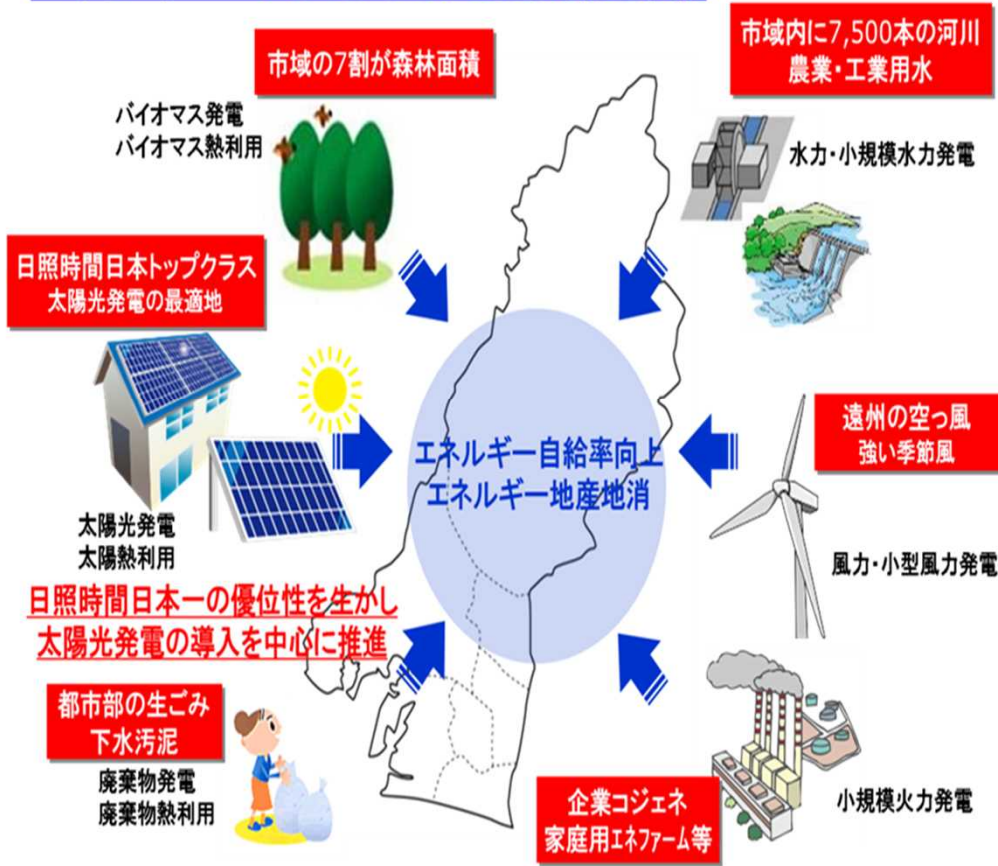 市域の7割が森林面積
バイオマス発電
バイオマス熱利用
市域内に7,500本の河川
農業・工業用水
水力・小規模水力発電
日照時間日本トップクラス
太陽光発電の最適地
太陽光発電
太陽熱利用
エネルギー自給率向上
エネルギー地産地消
遠州の空っ風
強い季節風
風力・小型風力発電
日照時間日本一の優位性を生かし
太陽光発電の導入を中心に推進
都市部の生ごみ
下水汚泥
廃棄物発電
廃棄物熱利用
企業コジェネ
家庭用エネファーム等
小規模火力発電